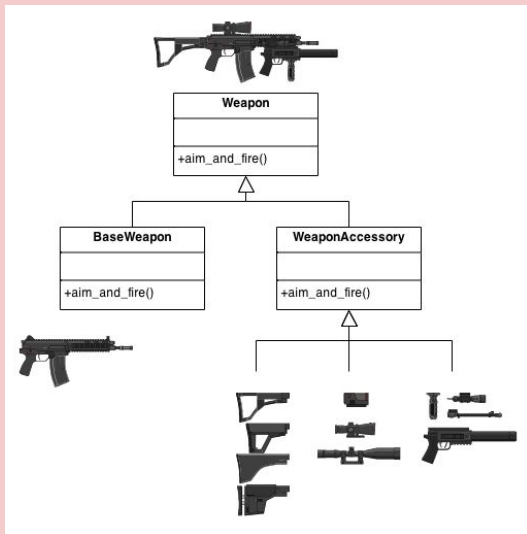 Weapon
+aim_and_fire()
BaseWeapon
WeaponAccessory
+aim_and_fire()
+aim_and_fire()